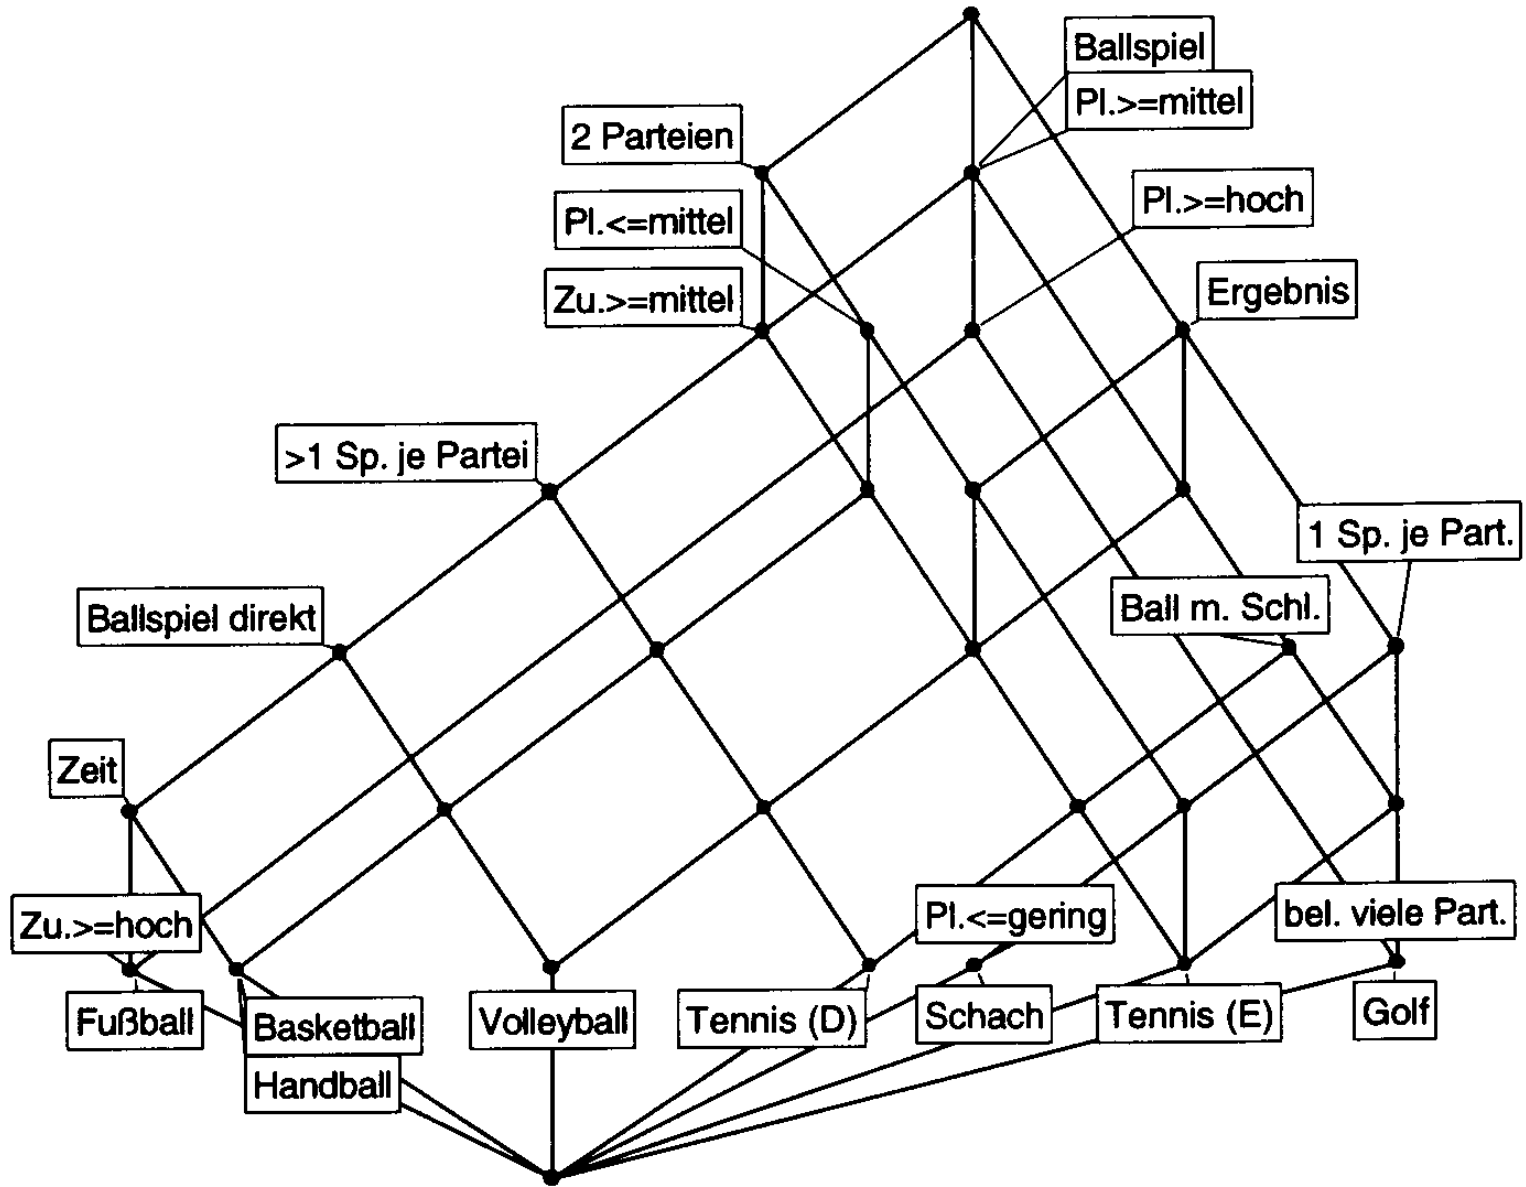 Ballspiel
Pl.>=mittel
2 Parteien
Pl.>=hoch
Pl.<=mittel
Ergebnis
Zu.>=mittel
>1 Sp. je Partei
1 Sp. je Part.
Ballspiel direkt
Ball m. Schl.
Zeit
Zu.>=hoch
Pl.<=gering
bel. viele Part.
Fußball
Basketball
Volleyball
Tennis (D)
Schach
Tennis (E)
Golf
Handball